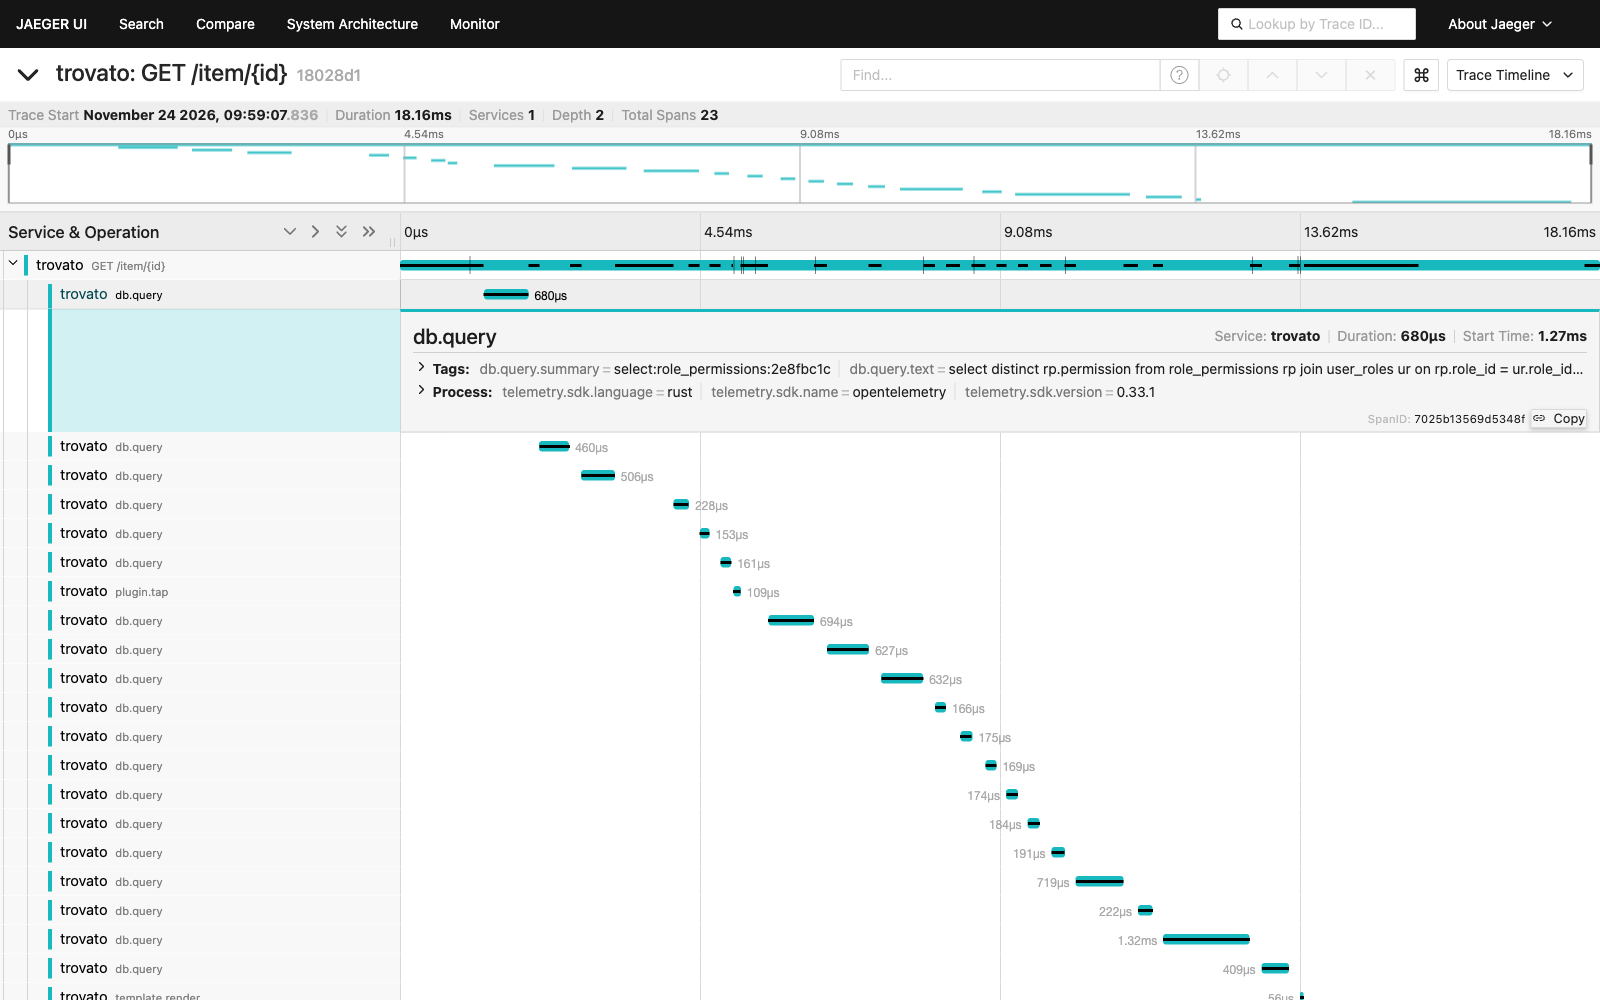 JAEGER UI Search Compare System Architecture Monitor Lookup by Trace ID... About Jaeger
trovato: GET /item/{id} 18028d1 Find... ? ⌘ Trace Timeline
Trace Start November 24 2026, 09:59:07.836 Duration 18.16ms Services 1 Depth 2 Total Spans 23
0µs 4.54ms 9.08ms 13.62ms 18.16ms
Service & Operation 0µs 4.54ms 9.08ms 13.62ms 18.16ms
trovato GET /item/{id}
trovato db.query 680µs
db.query Service: trovato Duration: 680µs Start Time: 1.27ms
Tags: db.query.summary = select:role_permissions:2e8fbc1c db.query.text = select distinct rp.permission from role_permissions rp join user_roles ur on rp.role_id = ur.role_id...
Process: telemetry.sdk.language = rust telemetry.sdk.name = opentelemetry telemetry.sdk.version = 0.33.1
SpanID: 7025b13569d5348f Copy
trovato db.query 460µs
trovato db.query 506µs
trovato db.query 228µs
trovato db.query 153µs
trovato db.query 161µs
trovato plugin.tap 109µs
trovato db.query 694µs
trovato db.query 627µs
trovato db.query 632µs
trovato db.query 166µs
trovato db.query 175µs
trovato db.query 169µs
trovato db.query 174µs
trovato db.query 184µs
trovato db.query 191µs
trovato db.query 719µs
trovato db.query 222µs
trovato db.query 1.32ms
trovato db.query 409µs
trovato template.render 56µs